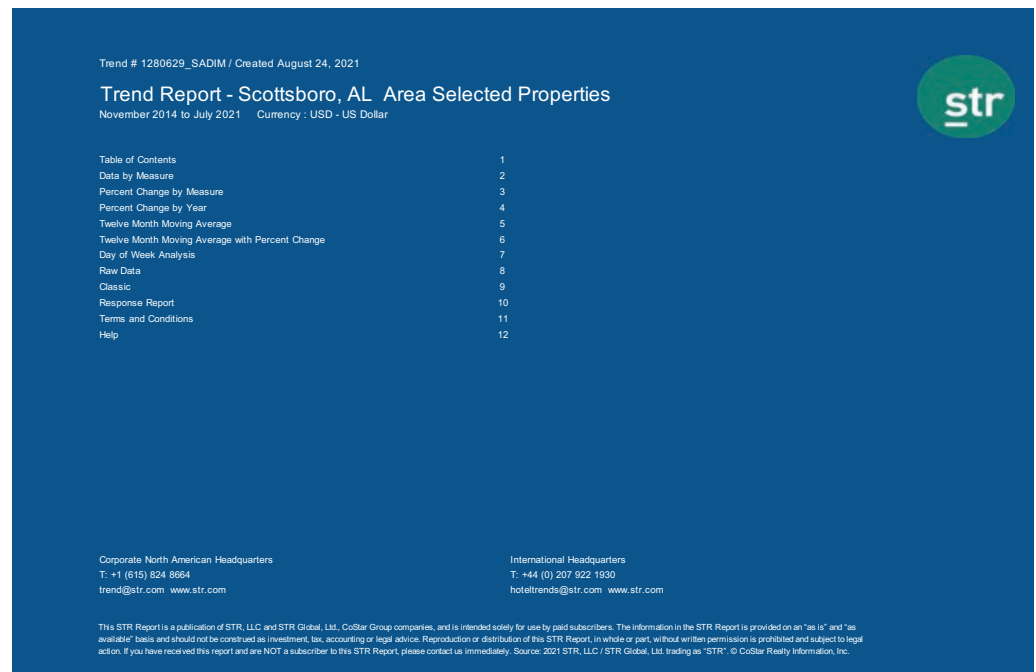 Trend # 1280629_SADIM / Created August 24, 2021
str
Trend Report - Scottsboro, AL Area Selected Properties
November 2014 to July 2021 Currency : USD - US Dollar
Table of Contents 1
Data by Measure 2
Percent Change by Measure 3
Percent Change by Year 4
Twelve Month Moving Average 5
Twelve Month Moving Average with Percent Change 6
Day of Week Analysis 7
Raw Data 8
Classic 9
Response Report 10
Terms and Conditions 11
Help 12
Corporate North American Headquarters
T: +1 (615) 824 8664
trend@str.com www.str.com
International Headquarters
T: +44 (0) 207 922 1930
hoteltrends@str.com www.str.com
This STR Report is a publication of STR, LLC and STR Global, Ltd., CoStar Group companies, and is intended solely for use by paid subscribers. The information in the STR Report is provided on an “as is” and “as
available” basis and should not be construed as investment, tax, accounting or legal advice. Reproduction or distribution of this STR Report, in whole or part, without written permission is prohibited and subject to legal
action. If you have received this report and are NOT a subscriber to this STR Report, please contact us immediately. Source: 2021 STR, LLC / STR Global, Ltd. trading as “STR”. © CoStar Realty Information, Inc.